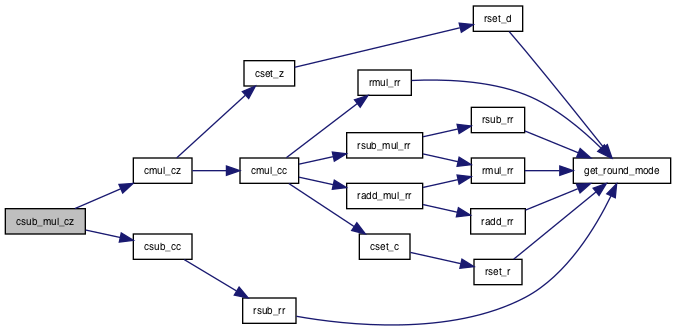 rset_d
cset_z
rmul_rr
rsub_rr
rsub_mul_rr
cmul_cz
cmul_cc
rmul_rr
get_round_mode
radd_mul_rr
csub_mul_cz
radd_rr
csub_cc
cset_c
rset_r
rsub_rr